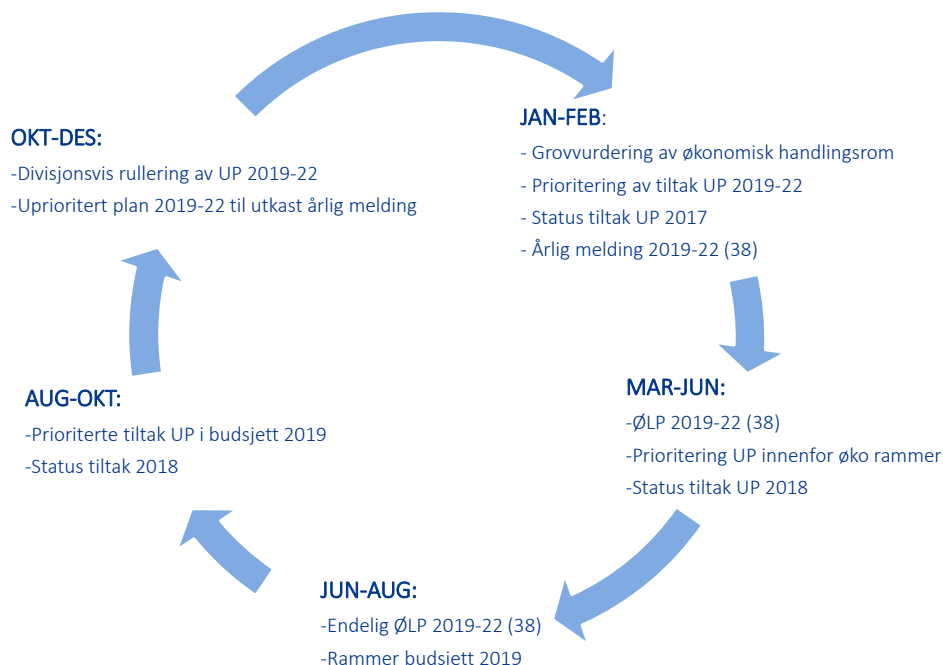 OKT-DES:
-Divisjonsvis rullering av UP 2019-22
-Uprioritert plan 2019-22 til utkast årlig melding
JAN-FEB:
- Grovvurdering av økonomisk handlingsrom
- Prioritering av tiltak UP 2019-22
- Status tiltak UP 2017
- Årlig melding 2019-22 (38)
MAR-JUN:
-ØLP 2019-22 (38)
-Prioritering UP innenfor øko rammer
-Status tiltak UP 2018
JUN-AUG:
-Endelig ØLP 2019-22 (38)
-Rammer budsjett 2019
AUG-OKT:
-Prioriterte tiltak UP i budsjett 2019
-Status tiltak 2018